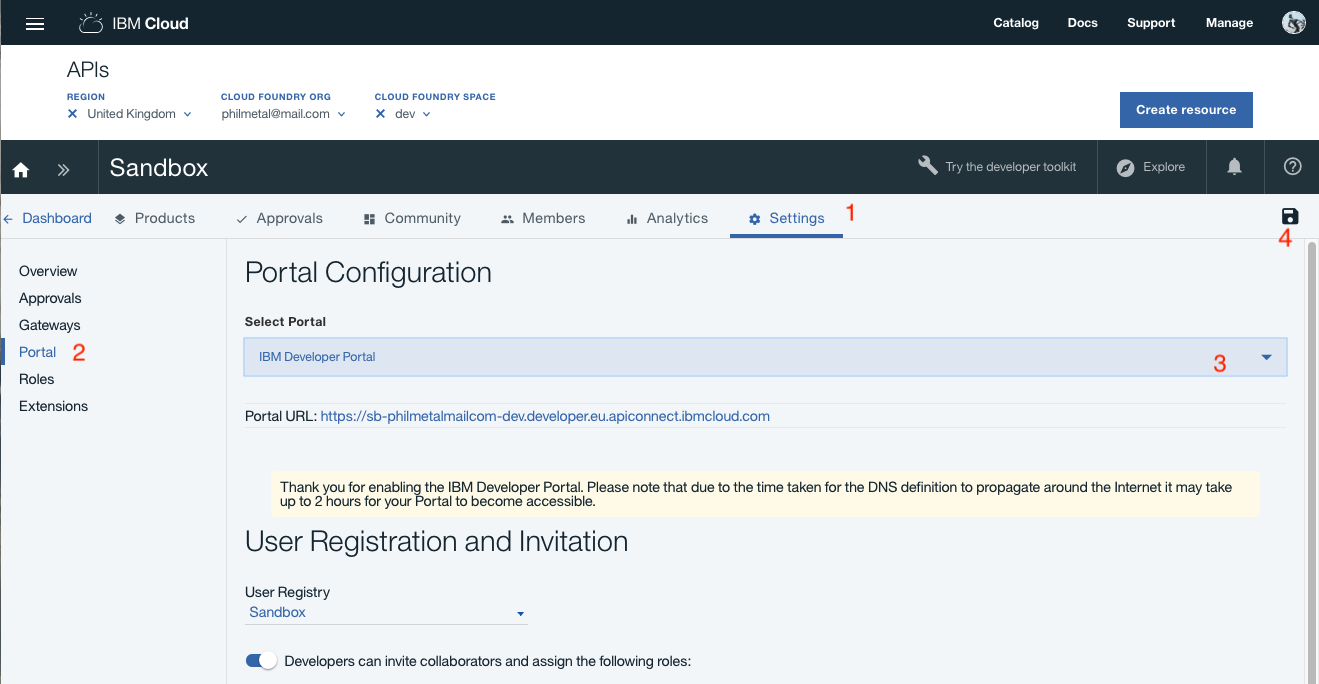 IBM Cloud
Catalog Docs Support Manage
APIs
REGION CLOUD FOUNDRY ORG CLOUD FOUNDRY SPACE
United Kingdom philmetal@mail.com dev
Create resource
Sandbox
Try the developer toolkit Explore
Dashboard Products Approvals Community Members Analytics Settings 1
4
Overview
Approvals
Gateways
Portal 2
Roles
Extensions
Portal Configuration
Select Portal
IBM Developer Portal 3
Portal URL: https://sb-philmetalmailcom-dev.developer.eu.apiconnect.ibmcloud.com
Thank you for enabling the IBM Developer Portal. Please note that due to the time taken for the DNS definition to propagate around the Internet it may take
up to 2 hours for your Portal to become accessible.
User Registration and Invitation
User Registry
Sandbox
Developers can invite collaborators and assign the following roles: